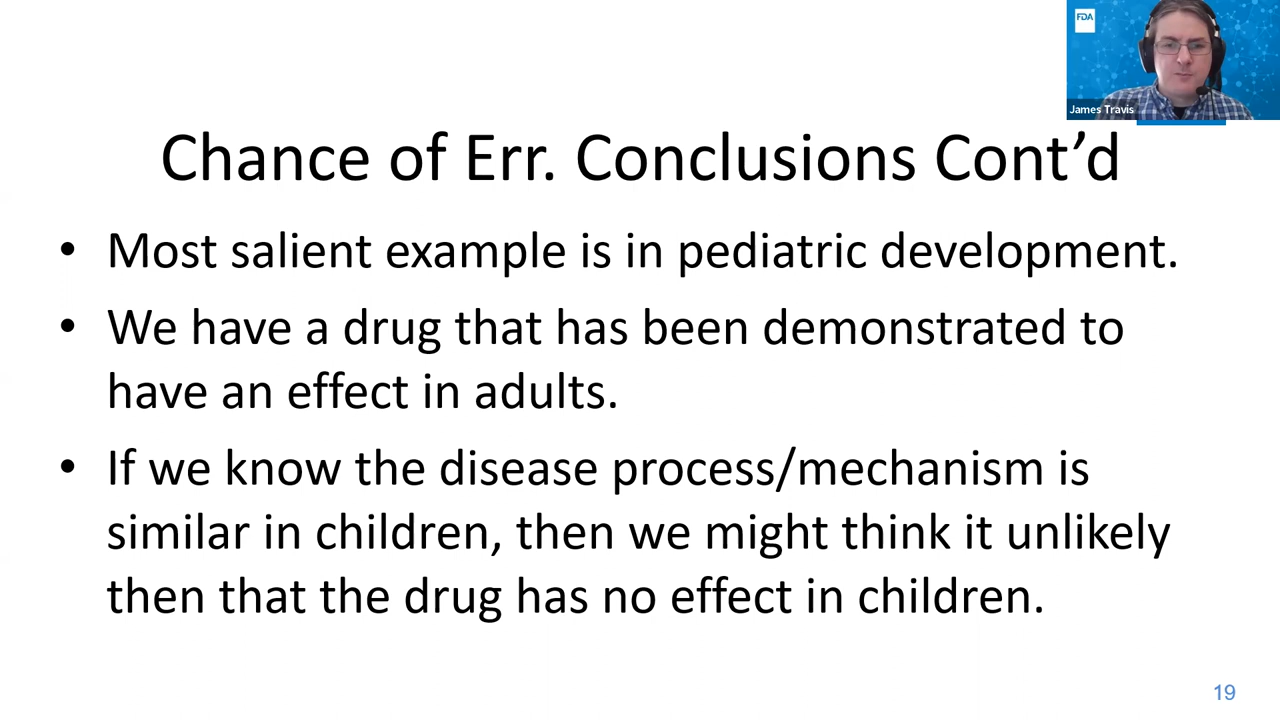 FDA
James Travis
Chance of Err. Conclusions Cont’d
• Most salient example is in pediatric development.
• We have a drug that has been demonstrated to
have an effect in adults.
• If we know the disease process/mechanism is
similar in children, then we might think it unlikely
then that the drug has no effect in children.
19